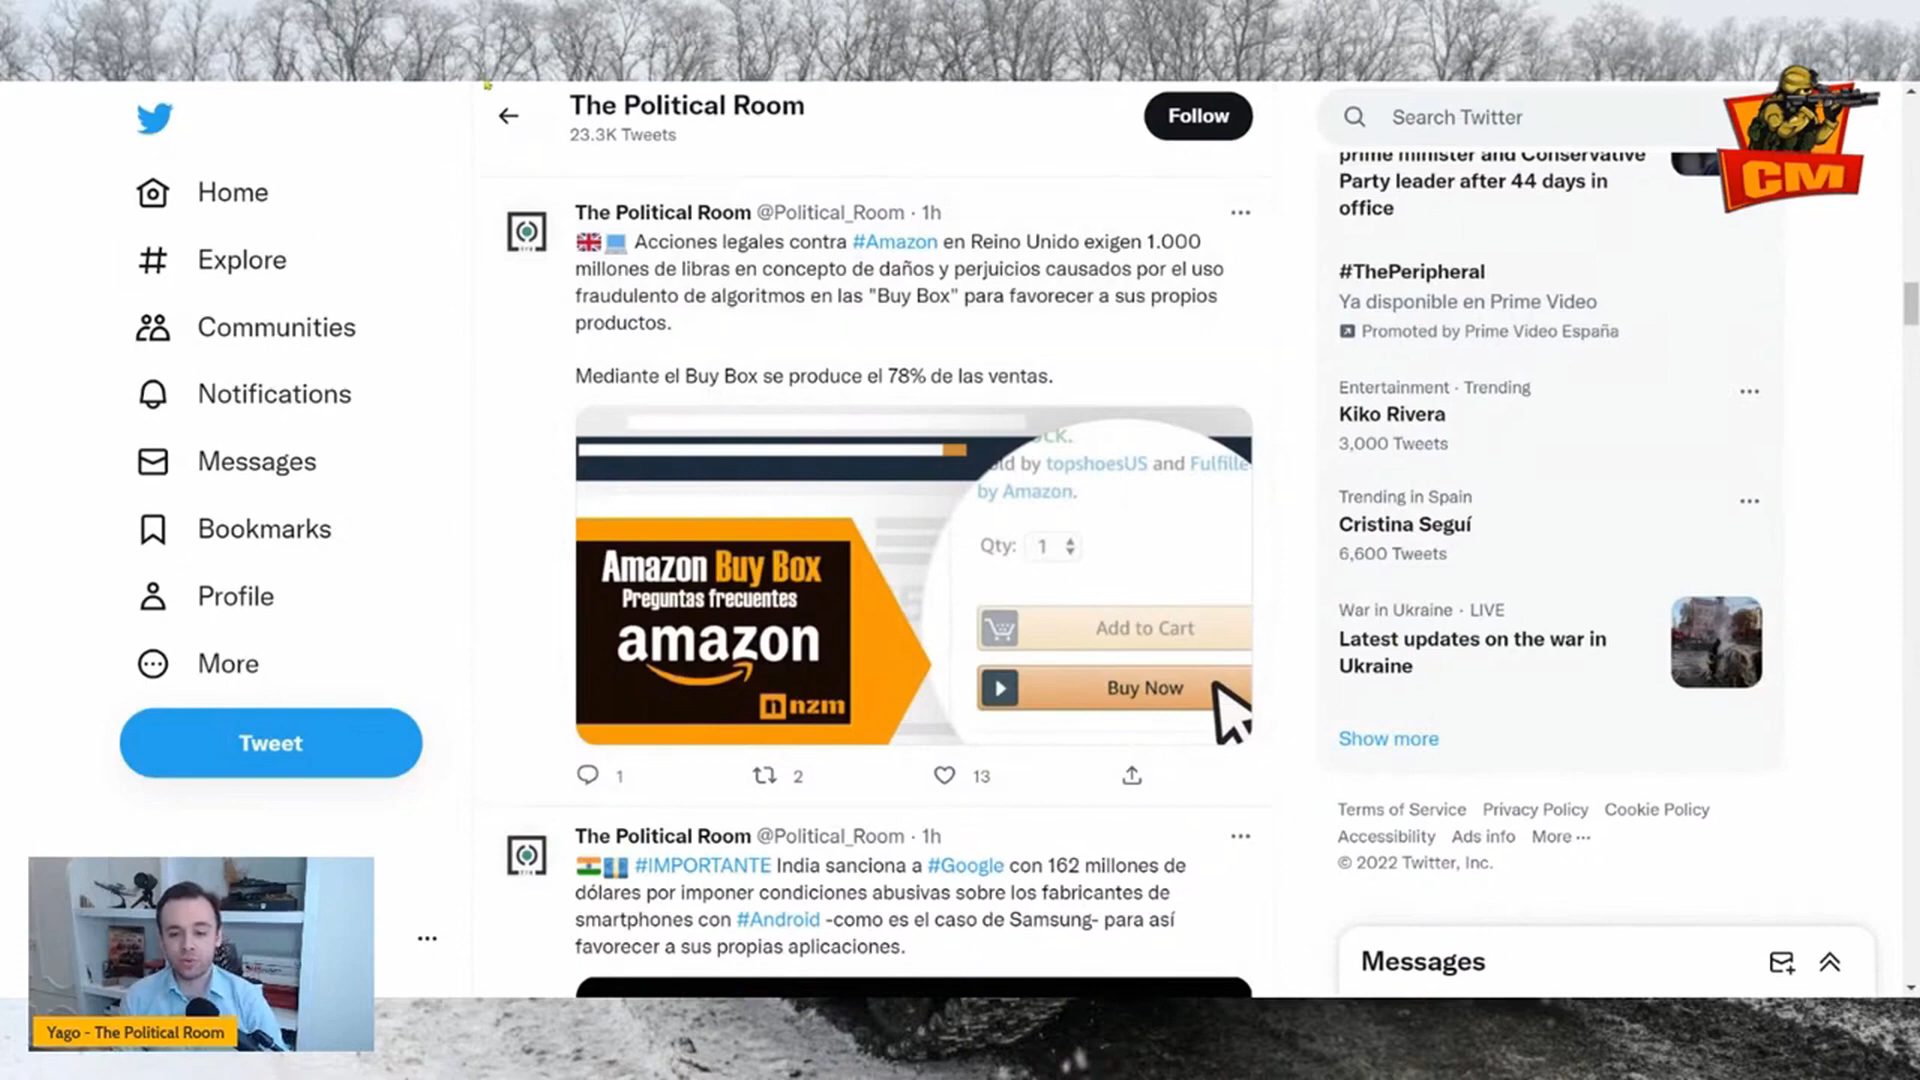 The Political Room
23.3K Tweets
Follow
Search Twitter
Home
Explore
Communities
Notifications
Messages
Bookmarks
Profile
More
Tweet
The Political Room @Political_Room · 1h
Acciones legales contra #Amazon en Reino Unido exigen 1.000
millones de libras en concepto de daños y perjuicios causados por el uso
fraudulento de algoritmos en las "Buy Box" para favorecer a sus propios
productos.
Mediante el Buy Box se produce el 78% de las ventas.
by topshoesUS and Fulfille
by Amazon.
Qty: 1
Add to Cart
Buy Now
Amazon Buy Box
Preguntas frecuentes
amazon
nzm
1
2
13
The Political Room @Political_Room · 1h
#IMPORTANTE India sanciona a #Google con 162 millones de
dólares por imponer condiciones abusivas sobre los fabricantes de
smartphones con #Android -como es el caso de Samsung- para así
favorecer a sus propias aplicaciones.
prime minister and Conservative
Party leader after 44 days in
office
#ThePeripheral
Ya disponible en Prime Video
Promoted by Prime Video España
Entertainment · Trending
Kiko Rivera
3,000 Tweets
Trending in Spain
Cristina Seguí
6,600 Tweets
War in Ukraine · LIVE
Latest updates on the war in
Ukraine
Show more
Terms of Service Privacy Policy Cookie Policy
Accessibility Ads info More ···
© 2022 Twitter, Inc.
Messages
CM
Yago - The Political Room